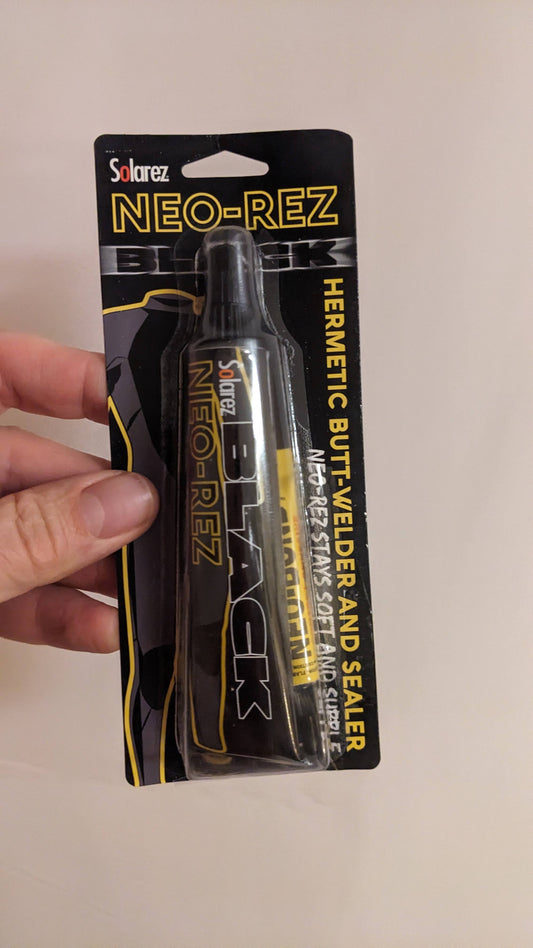 Solarez
NEO-REZ
BLACK
HERMETIC BUTT-WELDER AND SEALER
NEO-REZ STAYS SOFT AND SUPPLE
Solarez
NEO-REZ
BLACK